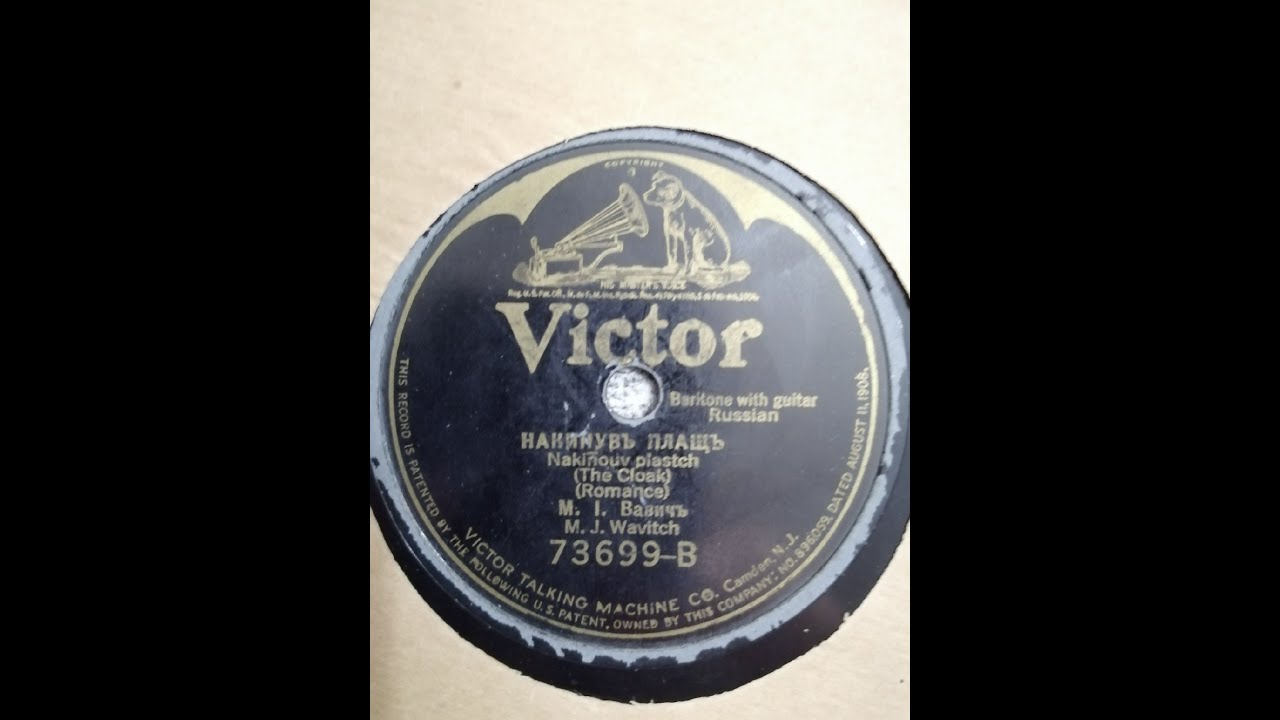 COPYRIGHT
HIS MASTER'S VOICE
Victor
Baritone with guitar
Russian
НАКИНУВЪ ПЛАЩЪ
Nakinouv plastch
(The Cloak)
(Romance)
М. І. Вавичъ
M. J. Wavitch
73699-B
VICTOR TALKING MACHINE CO. Camden, N.J.
THIS RECORD IS PATENTED BY THE FOLLOWING U.S. PATENT, OWNED BY THIS COMPANY: NO. 896059, DATED AUGUST 11, 1908.